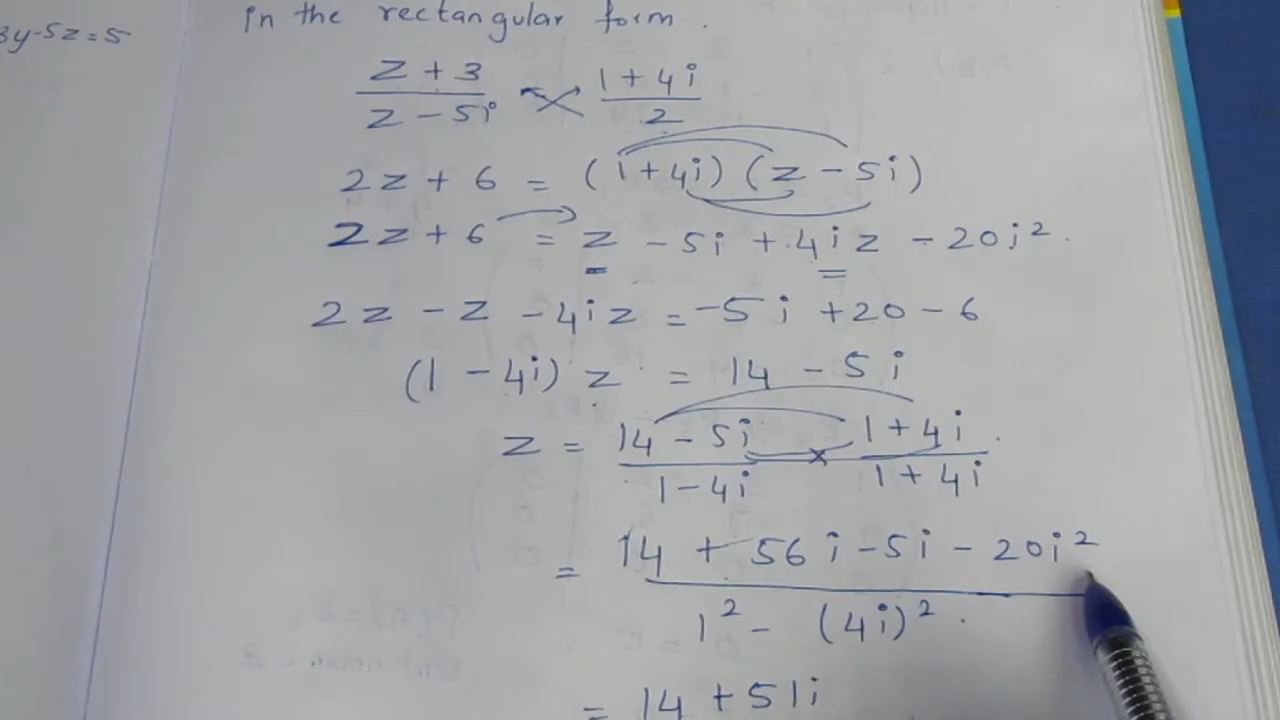 3y-5z=5
in the rectangular form.
z + 3 / z - 5i 1 + 4i / 2
2z + 6 = (1 + 4i) (z - 5i)
2z + 6 = z - 5i + 4iz - 20i².
2z - z - 4iz = -5i + 20 - 6
(1 - 4i) z = 14 - 5i
z = 14 - 5i / 1 - 4i × 1 + 4i / 1 + 4i.
= 14 + 56i - 5i - 20i² / 1² - (4i)².
= 14 + 51i